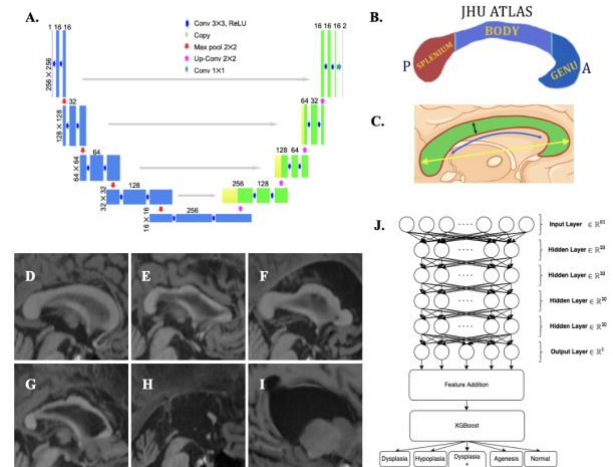 A.
1 16 16
256 × 256
16 16 16 2
Conv 3X3, ReLU
Copy
Max pool 2X2
Up-Conv 2X2
Conv 1X1
32
128 × 128
64 32
64
64 × 64
128 64
128
32 × 32
256 128
256
16 × 16
B.
JHU ATLAS
SPLENIUM
BODY
GENU
P
A
C.
D
E
F
G
H
I
J.
Input Layer
Hidden Layer
Hidden Layer
Hidden Layer
Hidden Layer
Output Layer
Feature Addition
XGBoost
Dysplasia
Hypoplasia
Dysplasia
+
Agenesis
Normal